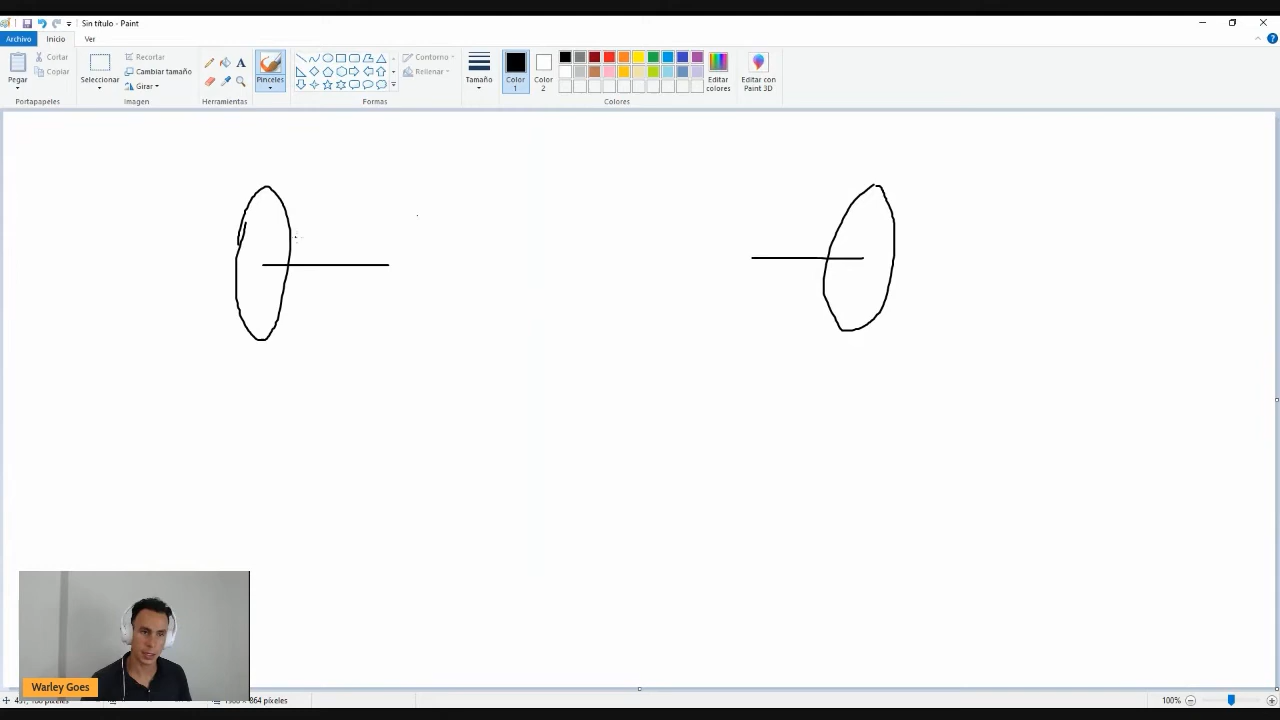 Sin título - Paint
Archivo Inicio Ver
Pegar
Cortar
Copiar
Portapapeles
Seleccionar
Recortar
Cambiar tamaño
Girar
Imagen
A
Herramientas
Pinceles
Contorno
Rellenar
Formas
Tamaño
Color
1
Color
2
Editar
colores
Colores
Editar con
Paint 3D
Warley Goes
100%